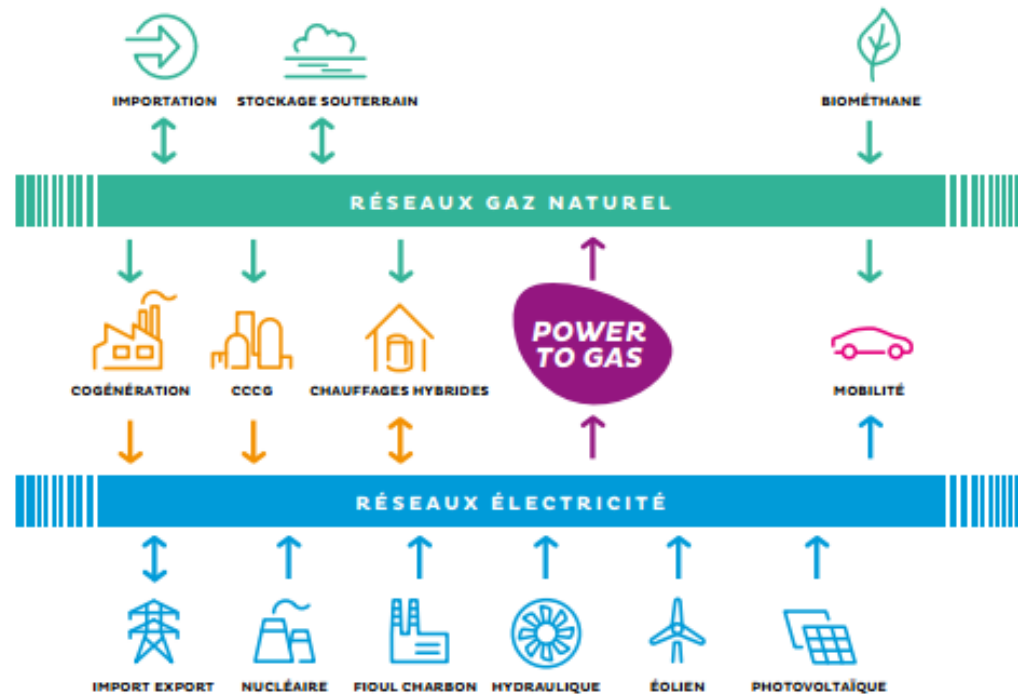 IMPORTATION
STOCKAGE SOUTERRAIN
BIOMÉTHANE
RÉSEAUX GAZ NATUREL
POWER
TO GAS
COGÉNÉRATION
CCCG
CHAUFFAGES HYBRIDES
MOBILITÉ
RÉSEAUX ÉLECTRICITÉ
IMPORT EXPORT
NUCLÉAIRE
FIOUL CHARBON
HYDRAULIQUE
ÉOLIEN
PHOTOVOLTAÏQUE